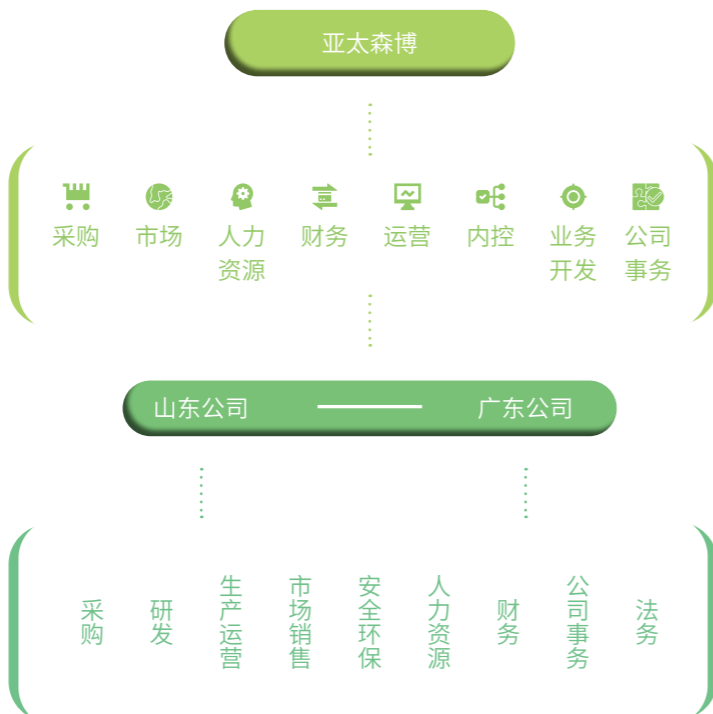 亚太森博
采购 市场 人力资源 财务 运营 内控 业务开发 公司事务
山东公司 广东公司
采购 研发 生产运营 市场销售 安全环保 人力资源 财务 公司事务 法务